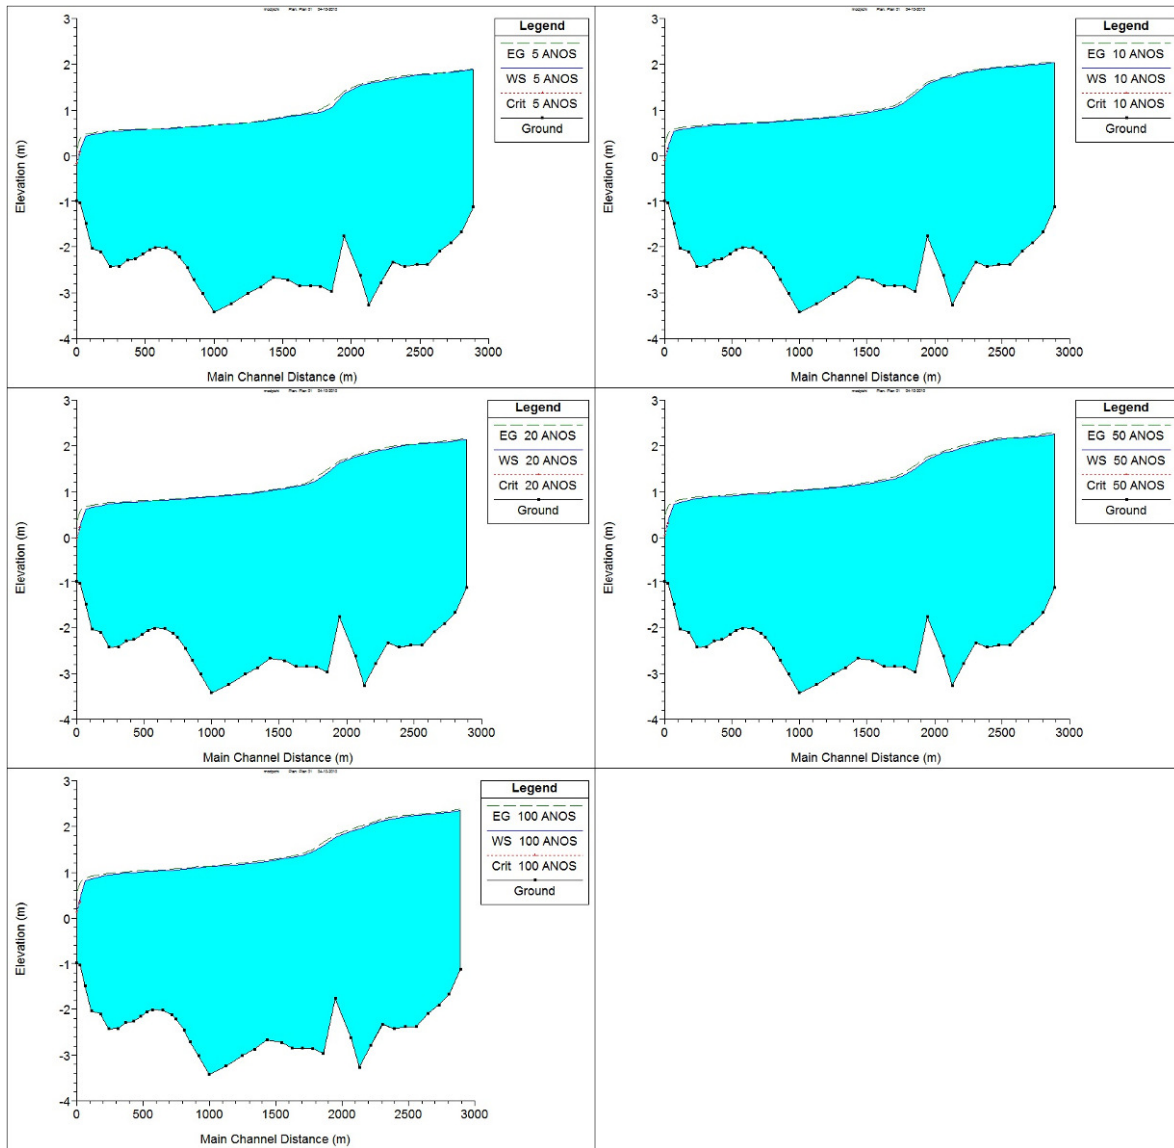 Legend
EG 5 ANOS
WS 5 ANOS
Crit 5 ANOS
Ground
Elevation (m)
3
2
1
0
-1
-2
-3
-4
0 500 1000 1500 2000 2500 3000
Main Channel Distance (m)
Legend
EG 10 ANOS
WS 10 ANOS
Crit 10 ANOS
Ground
Elevation (m)
3
2
1
0
-1
-2
-3
-4
0 500 1000 1500 2000 2500 3000
Main Channel Distance (m)
Legend
EG 20 ANOS
WS 20 ANOS
Crit 20 ANOS
Ground
Elevation (m)
3
2
1
0
-1
-2
-3
-4
0 500 1000 1500 2000 2500 3000
Main Channel Distance (m)
Legend
EG 50 ANOS
WS 50 ANOS
Crit 50 ANOS
Ground
Elevation (m)
3
2
1
0
-1
-2
-3
-4
0 500 1000 1500 2000 2500 3000
Main Channel Distance (m)
Legend
EG 100 ANOS
WS 100 ANOS
Crit 100 ANOS
Ground
Elevation (m)
3
2
1
0
-1
-2
-3
-4
0 500 1000 1500 2000 2500 3000
Main Channel Distance (m)